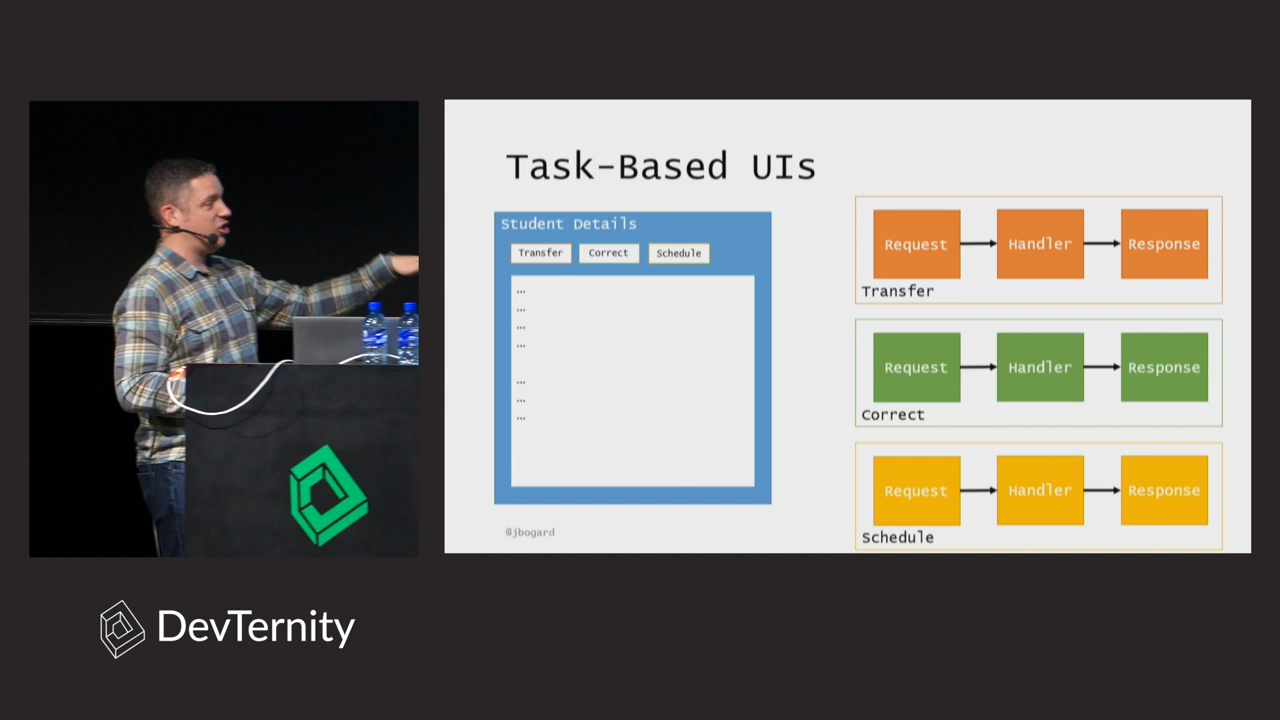 Task-Based UIs
Student Details
Transfer Correct Schedule
...
...
...
...
...
...
...
@jbogard
Request Handler Response
Transfer
Request Handler Response
Correct
Request Handler Response
Schedule
DevTernity